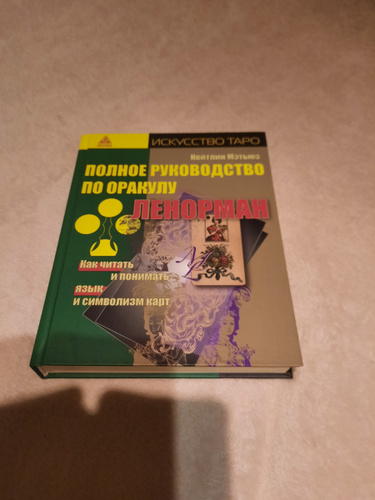 ИСКУССТВО ТАРО
Кейтлин Мэтьюз
ПОЛНОЕ РУКОВОДСТВО
ПО ОРАКУЛУ
ЛЕНОРМАН
Как читать
и понимать
язык
и символизм карт